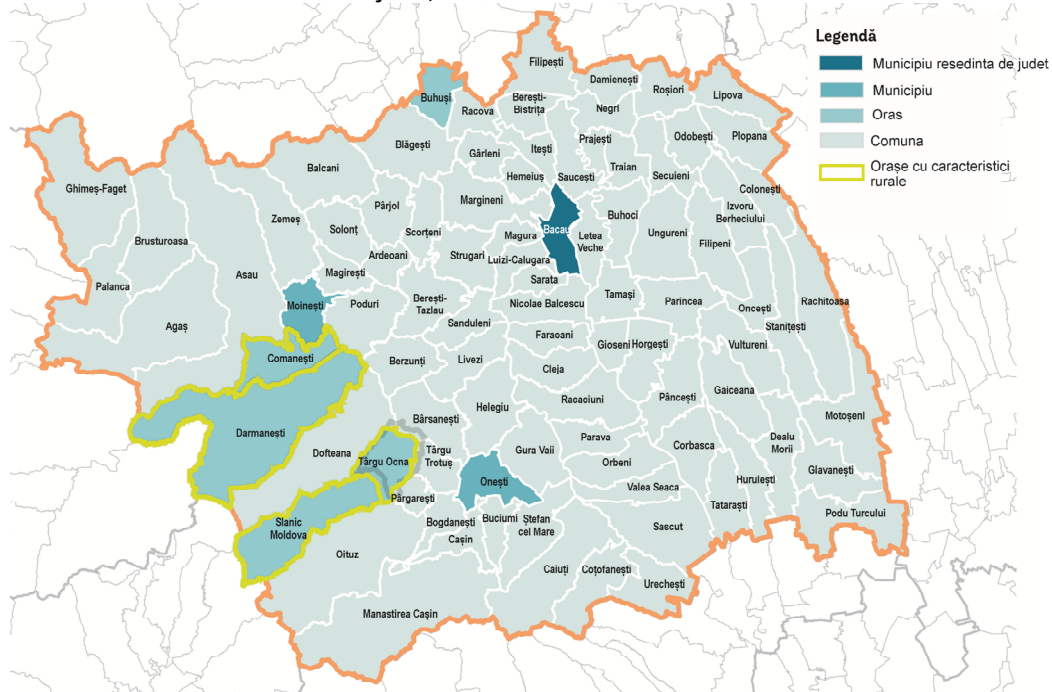 Legendă
Municipiu resedinta de judet
Municipiu
Oras
Comuna
Orașe cu caracteristici
rurale
Filipești
Damienești
Roșiori
Lipova
Buhuși
Racova
Berești-
Bistrița
Negri
Odobești
Plopana
Blăgești
Gârleni
Itești
Prajești
Traian
Secuieni
Balcani
Hemeiuș
Saucești
Colonești
Ghimeș-Faget
Pârjol
Margineni
Buhoci
Izvoru
Berheciului
Zemeș
Solonț
Scorțeni
Magura
Bacau
Letea
Veche
Ungureni
Filipeni
Brusturoasa
Ardeoani
Strugari
Luizi-Calugara
Asau
Magirești
Sarata
Palanca
Moinești
Poduri
Berești-
Tazlau
Nicolae Balcescu
Tamași
Parincea
Oncești
Rachitoasa
Agaș
Sanduleni
Faraoani
Gioseni
Horgești
Stanițești
Vultureni
Comanești
Berzunți
Livezi
Cleja
Gaiceana
Racaciuni
Pâncești
Helegiu
Motoșeni
Darmanești
Bârsanești
Parava
Corbasca
Dealu
Morii
Dofteana
Târgu Ocna
Târgu
Trotuș
Gura Vaii
Orbeni
Glavanești
Onești
Valea Seaca
Huruiești
Pârgarești
Tatarași
Podu Turcului
Slanic
Moldova
Bogdanești
Buciumi
Ștefan
cel Mare
Sascut
Cașin
Oituz
Caiuți
Coțofanești
Urechești
Manastirea Cașin